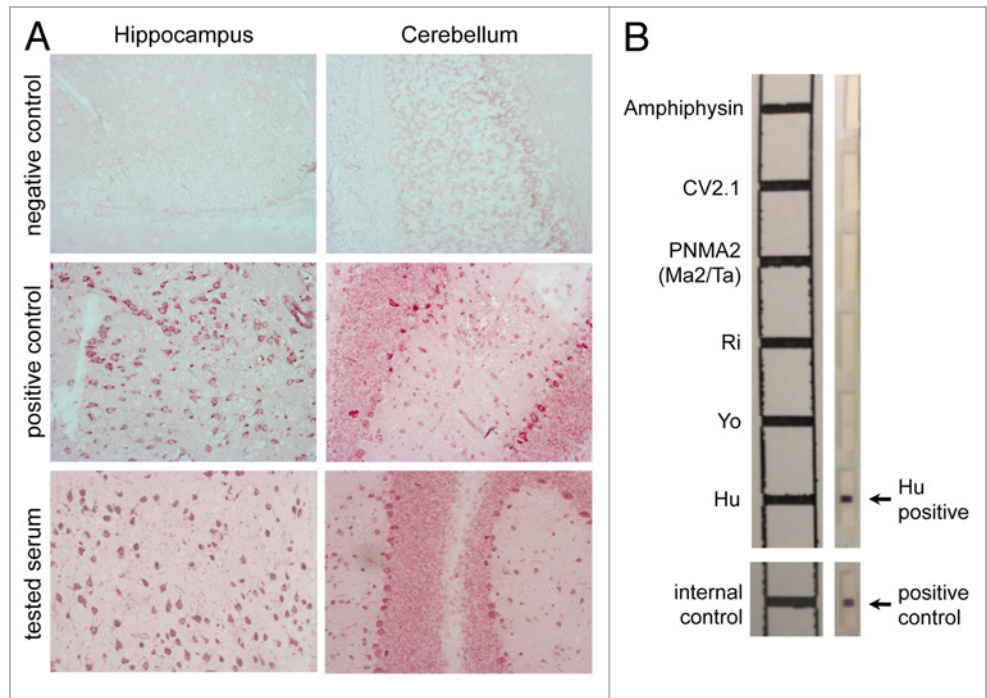 A
Hippocampus
Cerebellum
negative control
positive control
tested serum
B
Amphiphysin
CV2.1
PNMA2
(Ma2/Ta)
Ri
Yo
Hu
Hu
positive
internal
control
positive
control